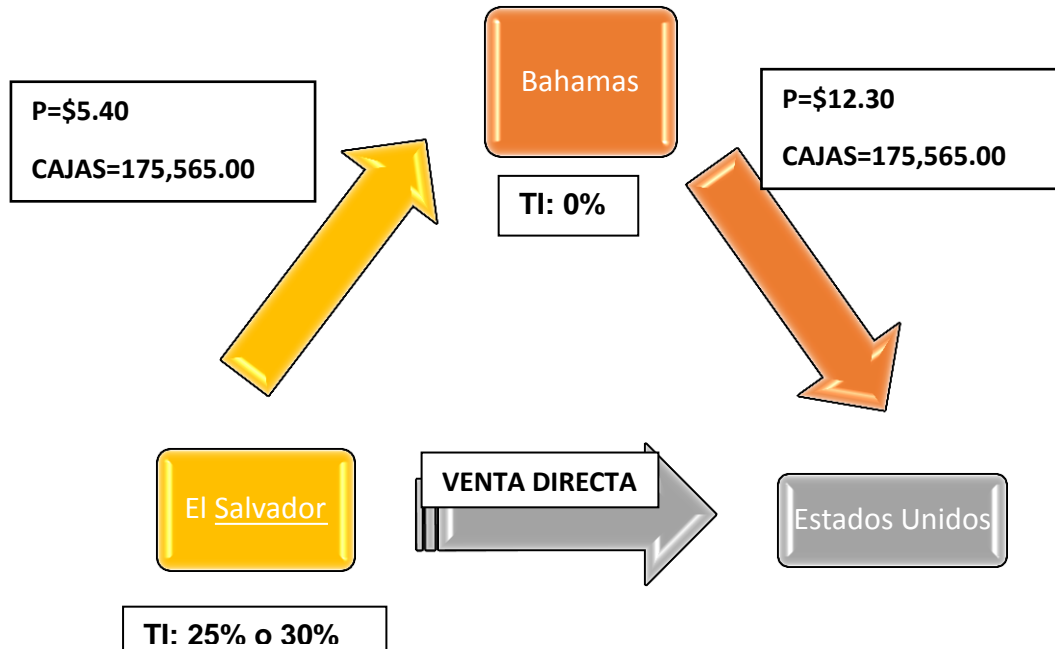 Bahamas
P=$5.40
CAJAS=175,565.00
P=$12.30
CAJAS=175,565.00
TI: 0%
VENTA DIRECTA
El Salvador
Estados Unidos
TI: 25% o 30%